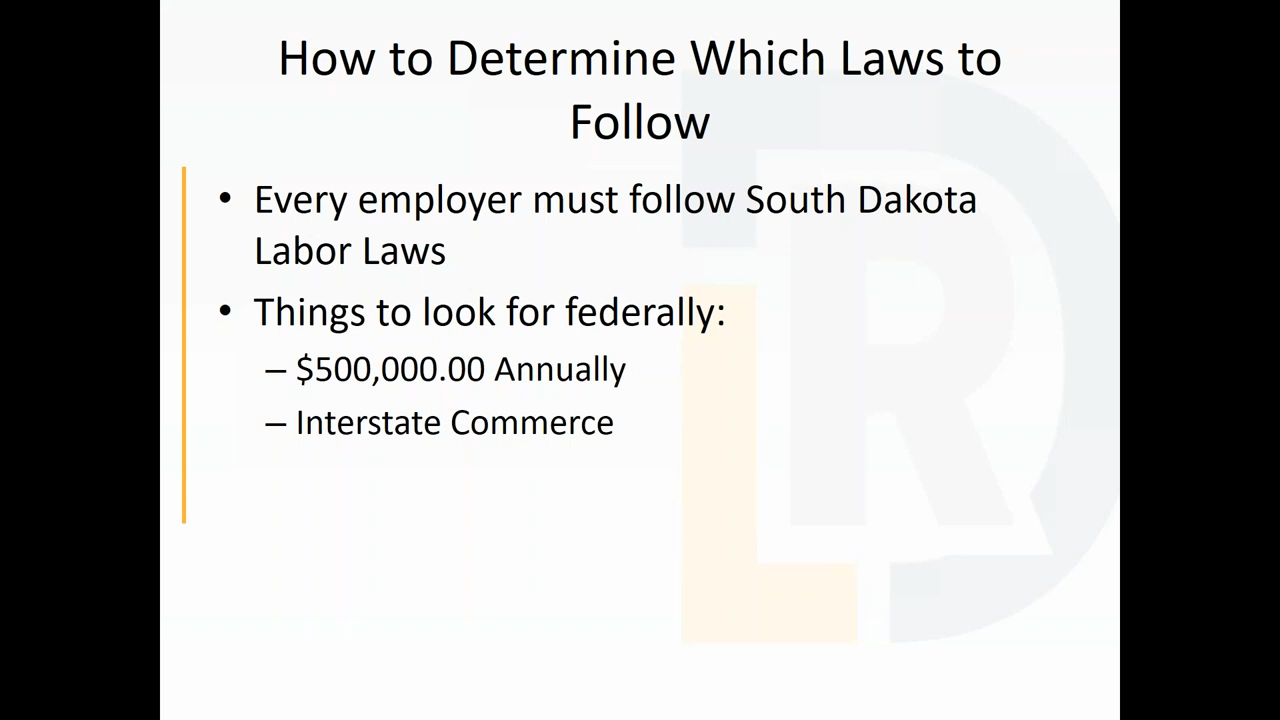 How to Determine Which Laws to
Follow
• Every employer must follow South Dakota
Labor Laws
• Things to look for federally:
– $500,000.00 Annually
– Interstate Commerce
DLR